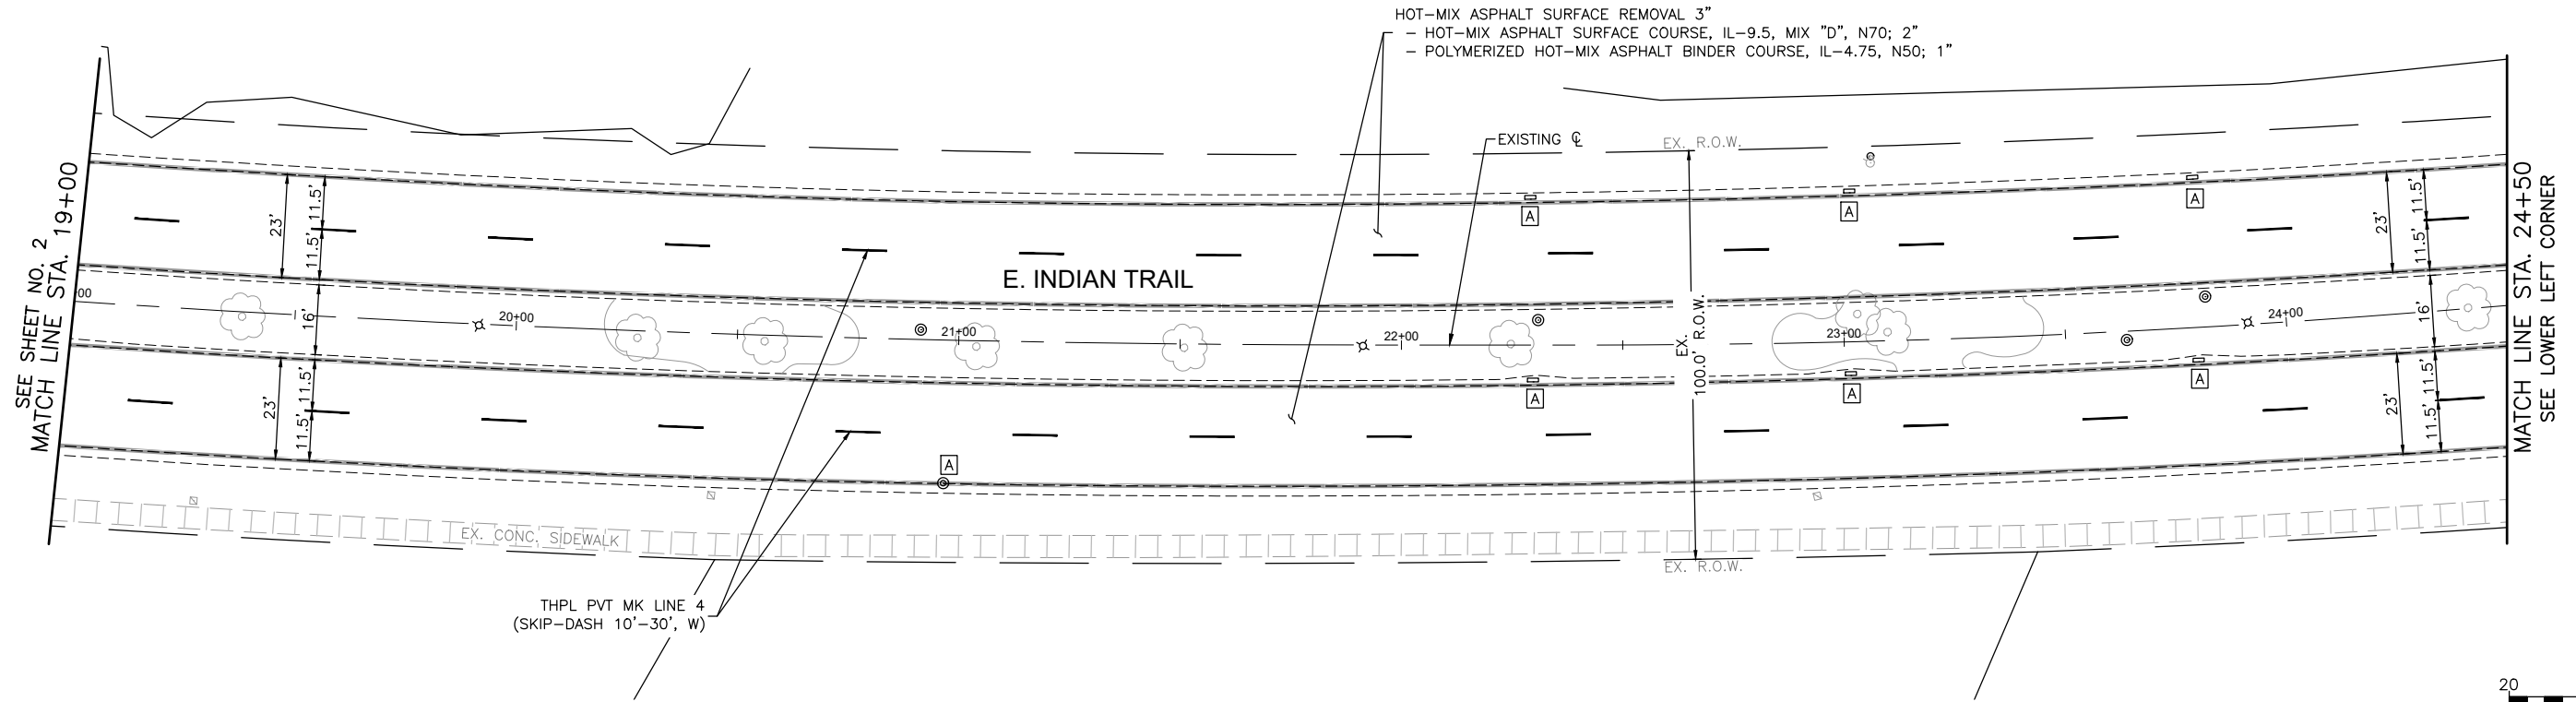 HOT-MIX ASPHALT SURFACE REMOVAL 3"
- HOT-MIX ASPHALT SURFACE COURSE, IL-9.5, MIX "D", N70; 2"
- POLYMERIZED HOT-MIX ASPHALT BINDER COURSE, IL-4.75, N50; 1"
EXISTING ℄
EX. R.O.W.
SEE SHEET NO. 2
MATCH LINE STA. 19+00
23'
11.5'
11.5'
A
A
A
23'
11.5'
11.5'
MATCH LINE STA. 24+50
SEE LOWER LEFT CORNER
E. INDIAN TRAIL
00
16'
20+00
21+00
22+00
EX.
100.0' R.O.W.
23+00
24+00
16'
23'
11.5'
11.5'
A
A
A
A
23'
11.5'
11.5'
EX. CONC. SIDEWALK
EX. R.O.W.
THPL PVT MK LINE 4
(SKIP-DASH 10'-30', W)
20